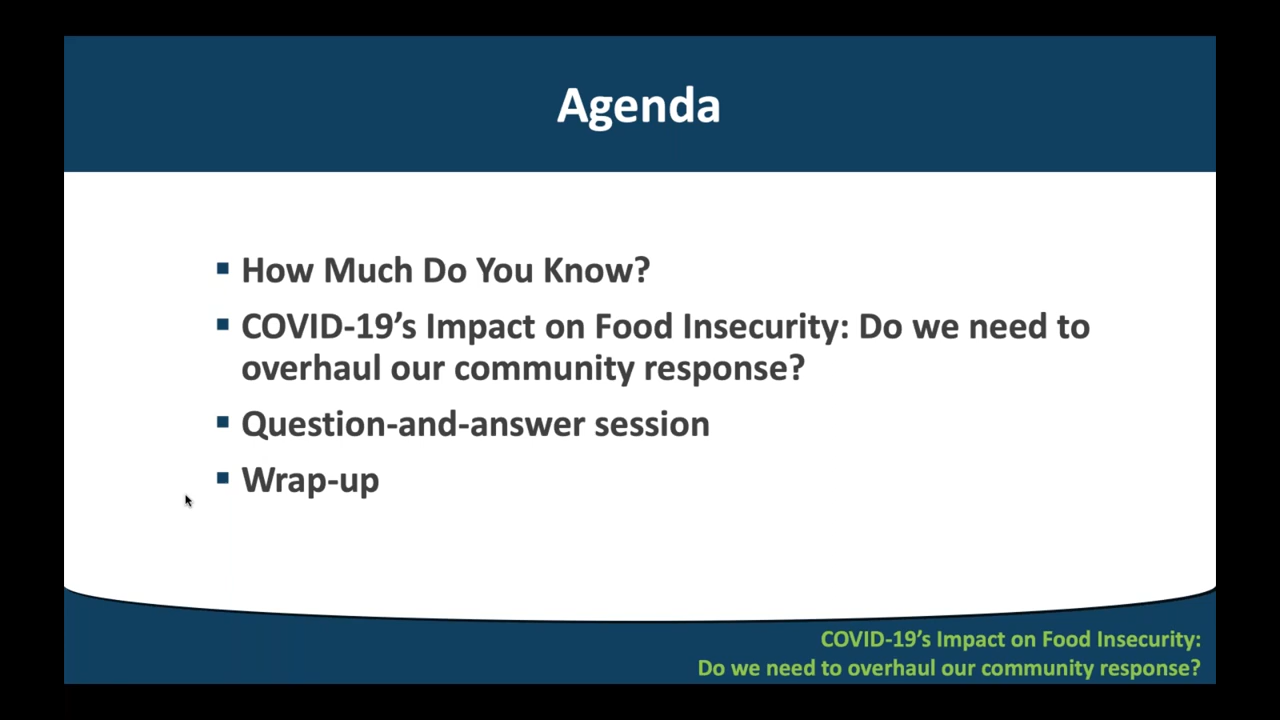 Agenda
▪ How Much Do You Know?
▪ COVID-19’s Impact on Food Insecurity: Do we need to
overhaul our community response?
▪ Question-and-answer session
▪ Wrap-up
COVID-19’s Impact on Food Insecurity:
Do we need to overhaul our community response?